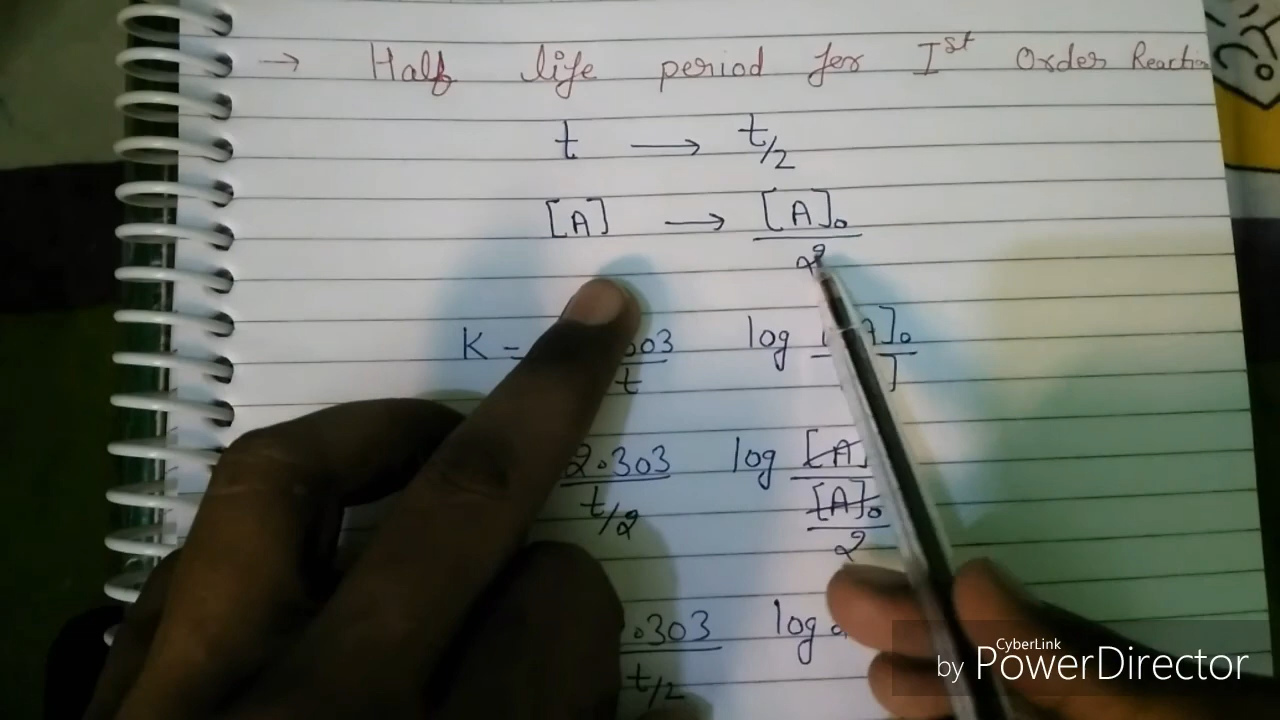 → Half life period for Ist Order Reaction
t → t/2
[A] → [A]₀
2
K = .303 log [A]₀
t ]
2.303 log [A]
t/2 [A]₀
2
.303 log 2
t/2
CyberLink
by PowerDirector